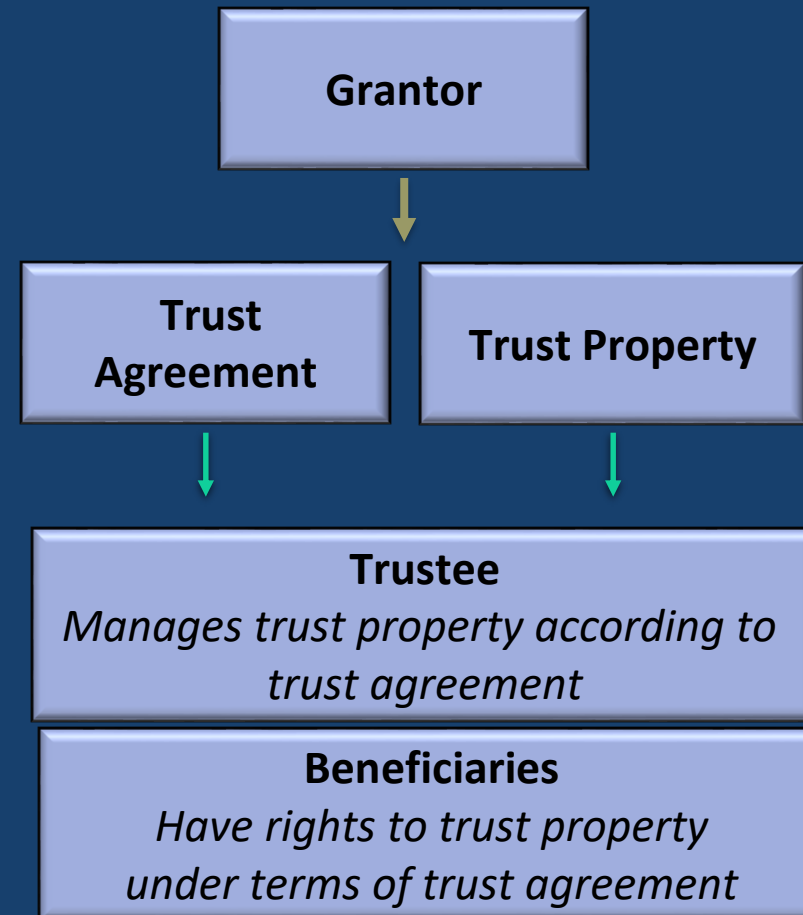 Grantor
Trust
Agreement
Trust Property
Trustee
Manages trust property according to
trust agreement
Beneficiaries
Have rights to trust property
under terms of trust agreement